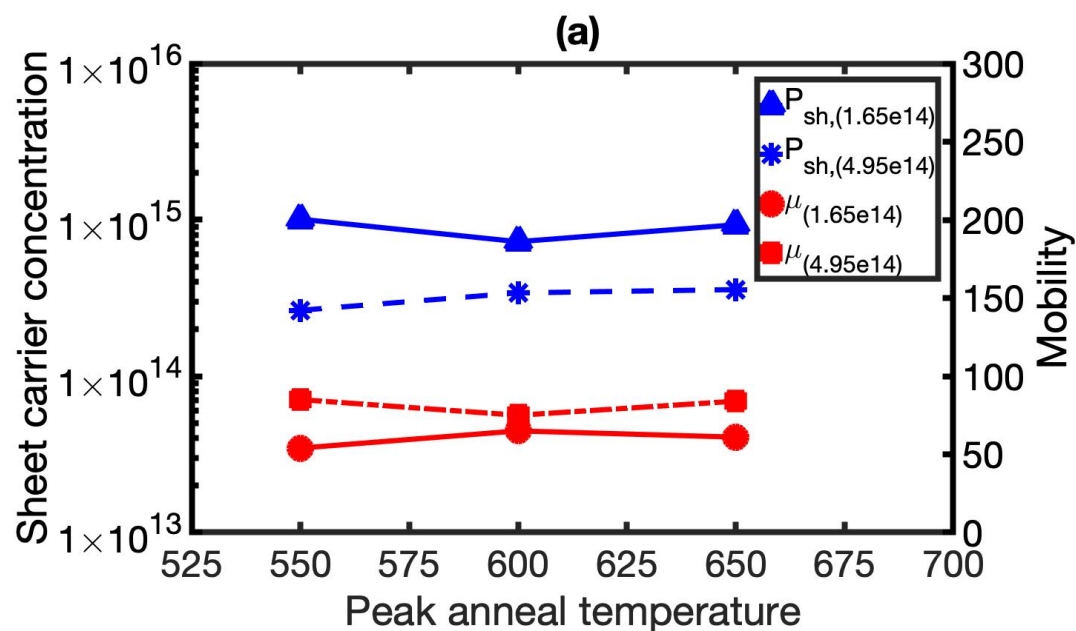 (a)
Sheet carrier concentration
1×10^16
1×10^15
1×10^14
1×10^13
P_sh,(1.65e14)
P_sh,(4.95e14)
μ_(1.65e14)
μ_(4.95e14)
300
250
200
150
100
50
0
Mobility
525 550 575 600 625 650 675 700
Peak anneal temperature